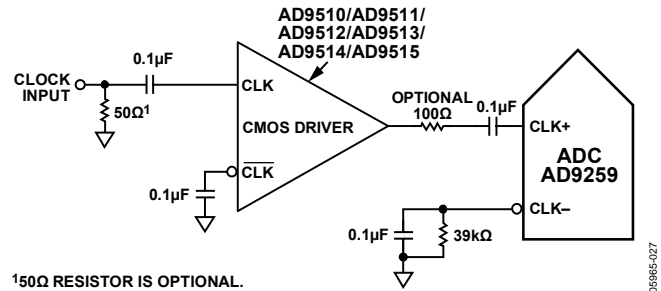 AD9510/AD9511/
AD9512/AD9513/
AD9514/AD9515
0.1µF
CLOCK
INPUT
50Ω¹
CLK
CMOS DRIVER
CLK
0.1µF
OPTIONAL
100Ω
0.1µF
CLK+
ADC
AD9259
CLK–
0.1µF
39kΩ
¹50Ω RESISTOR IS OPTIONAL.
05965-027